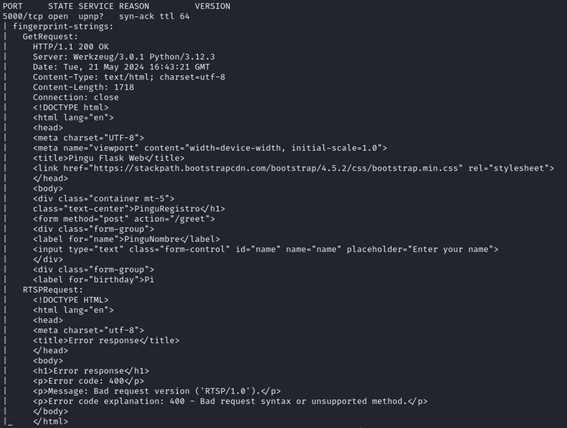 PORT     STATE SERVICE REASON         VERSION
5000/tcp open  upnp?   syn-ack ttl 64
| fingerprint-strings:
|   GetRequest:
|     HTTP/1.1 200 OK
|     Server: Werkzeug/3.0.1 Python/3.12.3
|     Date: Tue, 21 May 2024 16:43:21 GMT
|     Content-Type: text/html; charset=utf-8
|     Content-Length: 1718
|     Connection: close
|     <!DOCTYPE html>
|     <html lang="en">
|     <head>
|     <meta charset="UTF-8">
|     <meta name="viewport" content="width=device-width, initial-scale=1.0">
|     <title>Pingu Flask Web</title>
|     <link href="https://stackpath.bootstrapcdn.com/bootstrap/4.5.2/css/bootstrap.min.css" rel="stylesheet">
|     </head>
|     <body>
|     <div class="container mt-5">
|     class="text-center">PinguRegistro</h1>
|     <form method="post" action="/greet">
|     <div class="form-group">
|     <label for="name">PinguNombre</label>
|     <input type="text" class="form-control" id="name" name="name" placeholder="Enter your name">
|     </div>
|     <div class="form-group">
|     <label for="birthday">Pi
|   RTSPRequest:
|     <!DOCTYPE HTML>
|     <html lang="en">
|     <head>
|     <meta charset="utf-8">
|     <title>Error response</title>
|     </head>
|     <body>
|     <h1>Error response</h1>
|     <p>Error code: 400</p>
|     <p>Message: Bad request version ('RTSP/1.0').</p>
|     <p>Error code explanation: 400 - Bad request syntax or unsupported method.</p>
|     </body>
|_    </html>